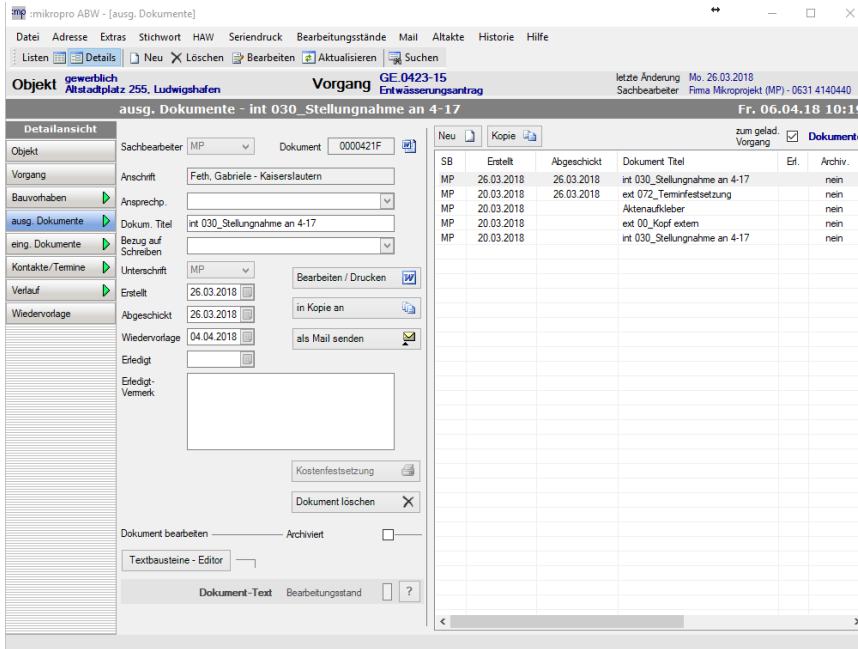 :mp :mikropro ABW - [ausg. Dokumente]
Datei Adresse Extras Stichwort HAW Seriendruck Bearbeitungsstände Mail Altakte Historie Hilfe
Listen Details Neu Löschen Bearbeiten Aktualisieren Suchen
Objekt gewerblich
Altstadtplatz 255, Ludwigshafen
Vorgang GE.0423-15
Entwässerungsantrag
letzte Änderung Mo. 26.03.2018
Sachbearbeiter Firma Mikroprojekt (MP) - 0631 4140440
ausg. Dokumente - int 030_Stellungnahme an 4-17 Fr. 06.04.18 10:19
Detailansicht
Objekt
Vorgang
Bauvorhaben
ausg. Dokumente
eing. Dokumente
Kontakte/Termine
Verlauf
Wiedervorlage
Sachbearbeiter MP Dokument 0000421F
Anschrift Feth, Gabriele - Kaiserslautern
Ansprechp.
Dokum. Titel int 030_Stellungnahme an 4-17
Bezug auf
Schreiben
Unterschrift MP
Bearbeiten / Drucken
Erstellt 26.03.2018
in Kopie an
Abgeschickt 26.03.2018
Wiedervorlage 04.04.2018
als Mail senden
Erledigt
Erledigt-
Vermerk
Kostenfestsetzung
Dokument löschen
Dokument bearbeiten Archiviert
Textbausteine - Editor
Dokument-Text Bearbeitungsstand ?
Neu Kopie
zum gelad.
Vorgang
Dokumente
SB Erstellt Abgeschickt Dokument Titel Erl. Archiv.
MP 26.03.2018 26.03.2018 int 030_Stellungnahme an 4-17 nein
MP 26.03.2018 26.03.2018 ext 072_Terminfestsetzung nein
MP 20.03.2018 Aktenaufkleber nein
MP 20.03.2018 ext 00_Kopf extern nein
MP 20.03.2018 int 030_Stellungnahme an 4-17 nein